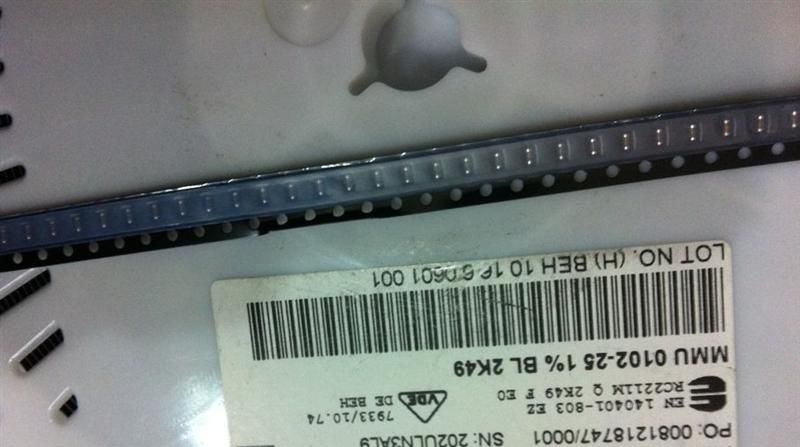 PO: 0081218747/0001 SN: 202ULN3AL9
EN 140401-803 EZ 7933/10.74
RC2211M Q 2K49 F E0 VDE DE BEH
MMU 0102-25 1% BL 2K49
LOT NO. (H) BEH 10 16 6 0601 001